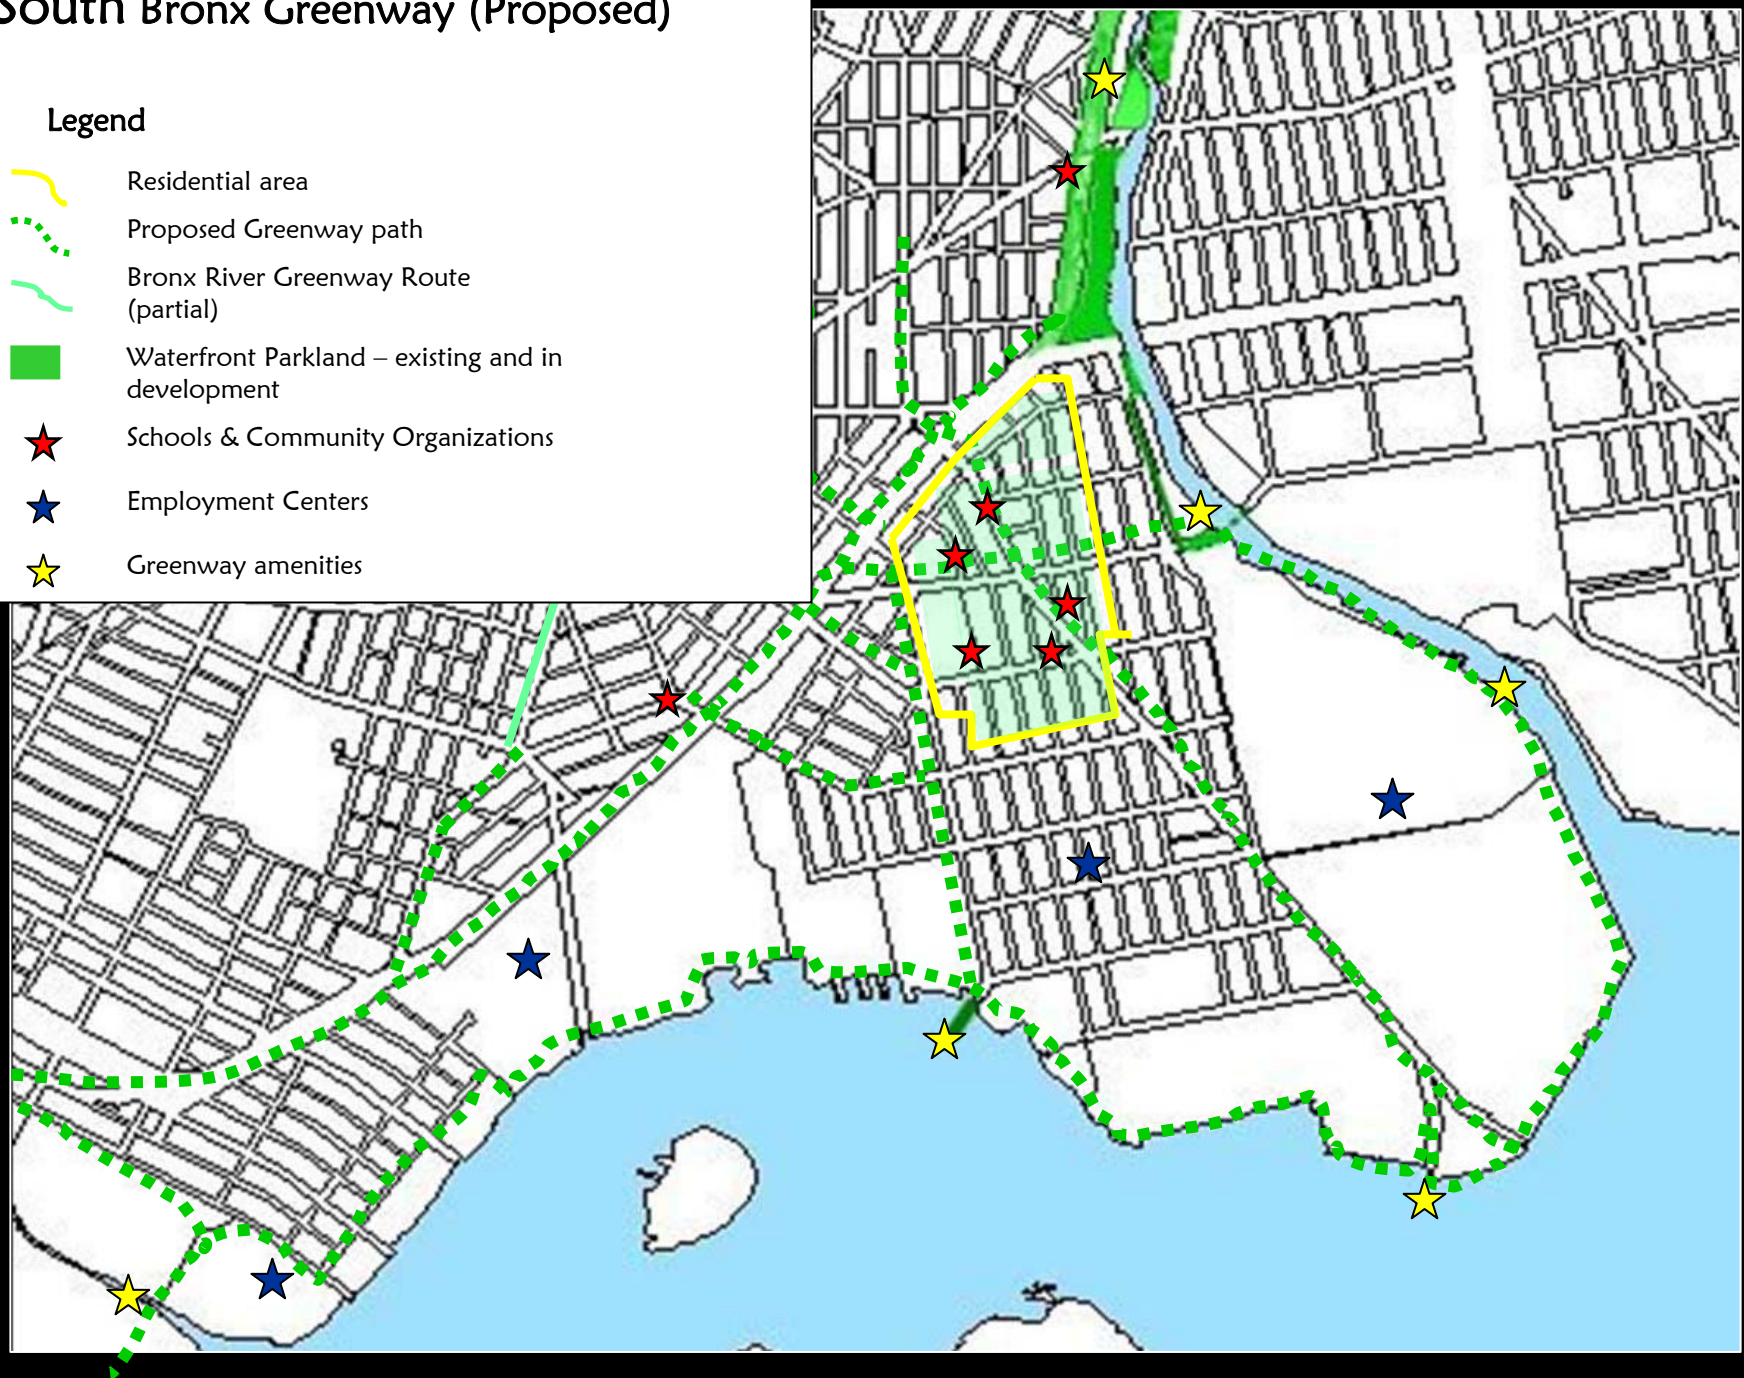 South Bronx Greenway (Proposed)
Legend
Residential area
Proposed Greenway path
Bronx River Greenway Route
(partial)
Waterfront Parkland – existing and in
development
Schools & Community Organizations
Employment Centers
Greenway amenities